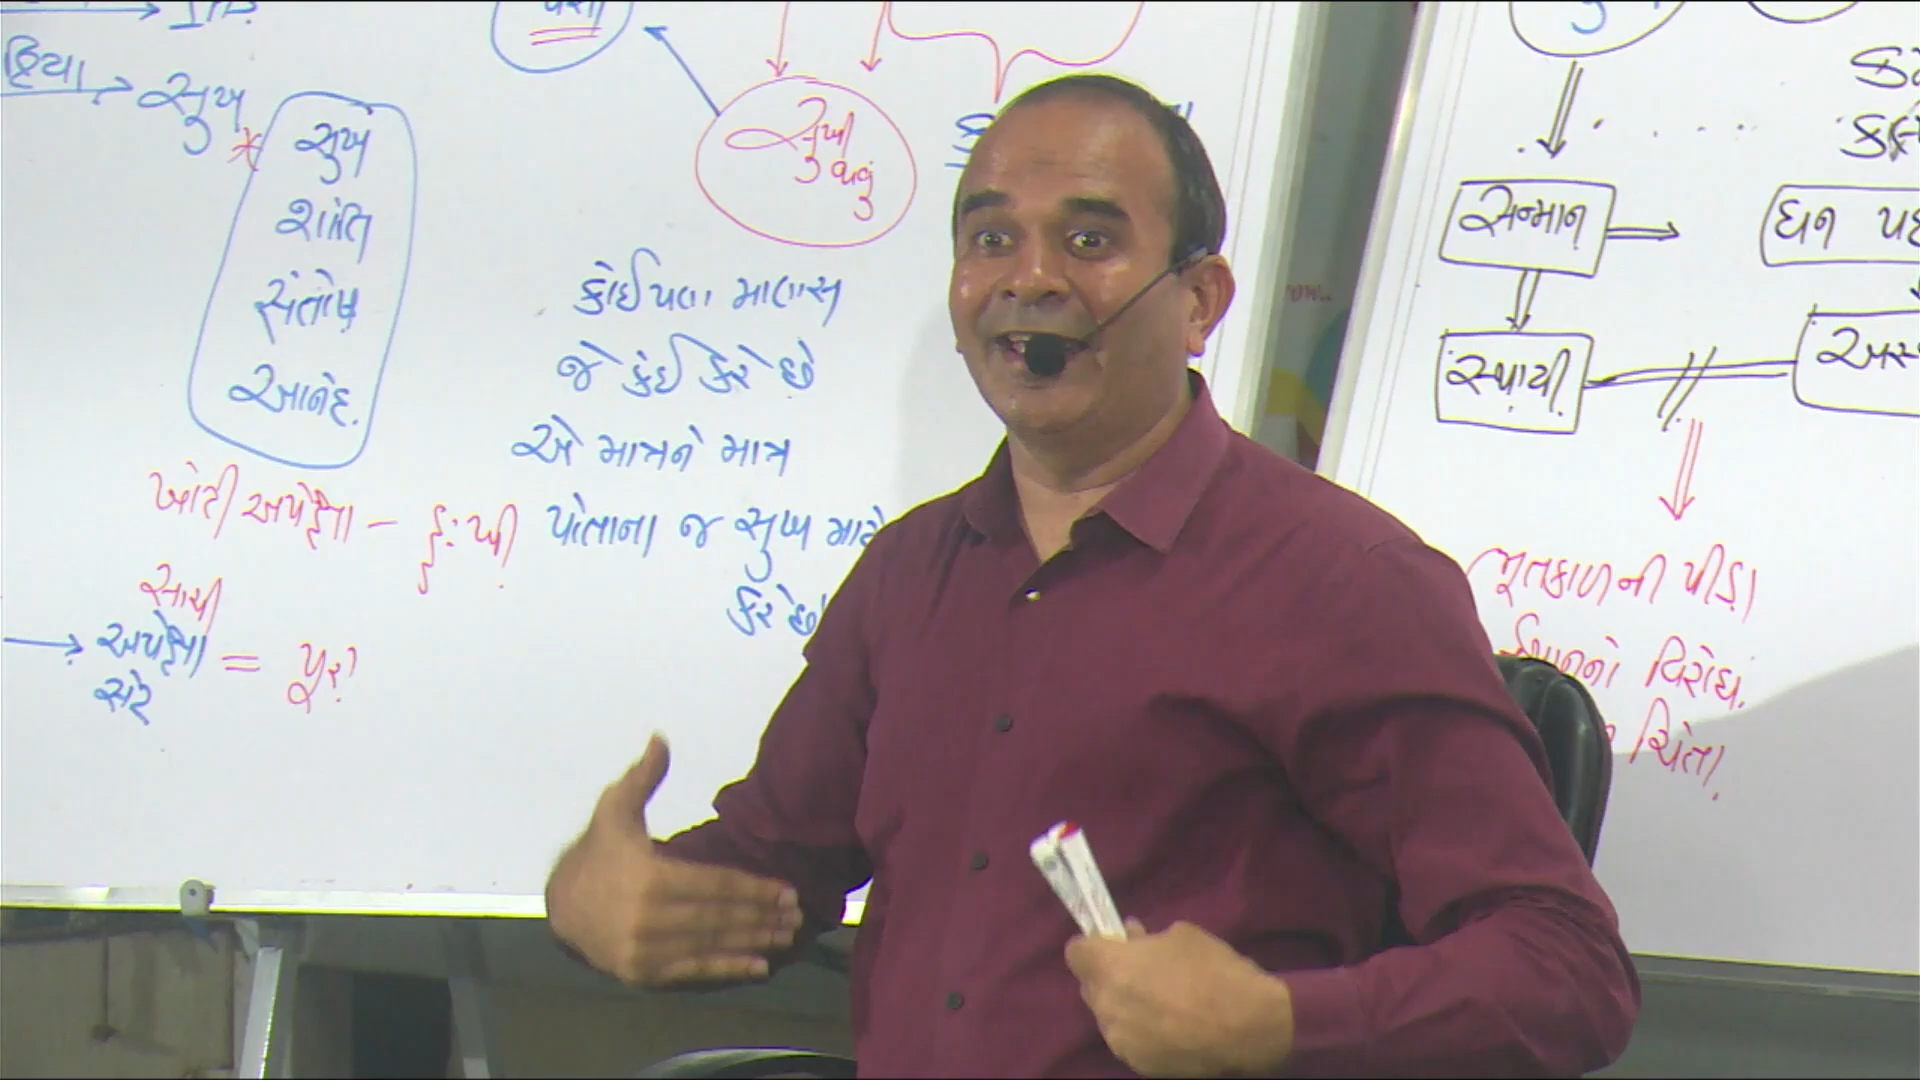 સુખ
સુખ
શાંતિ
સંતોષ
આનંદ.
ખોટી અપેક્ષા – દુ:ખી
સાચી
અપેક્ષા = પુરૂ
સુખી
થવું
કોઈપણ માણસ
જે કંઈ કરે છે
એ માત્રને માત્ર
પોતાના જ સુખ માટે
કરે છે
સન્માન
ધન
સ્થાયી
ભૂતકાળની પીડા
વિરોધ.
ચિંતા.